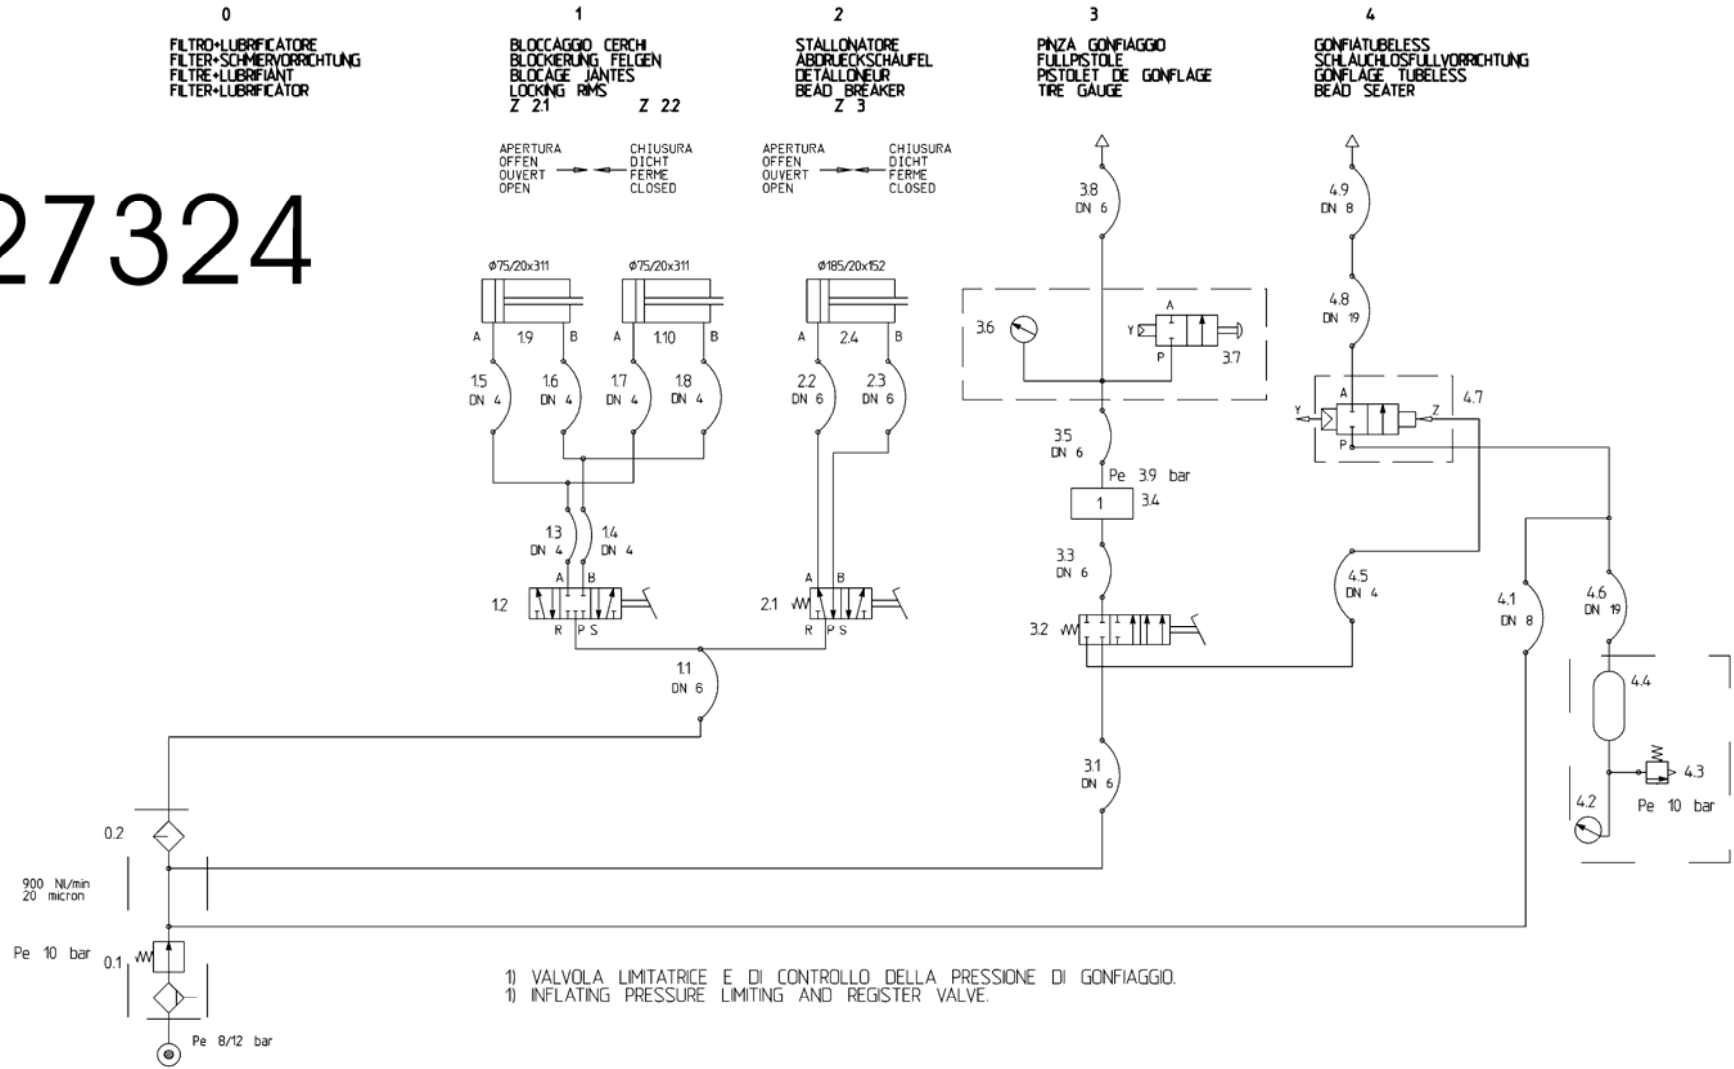 0
1
2
3
4
FILTRO+LUBRIFICATORE
FILTER+SCHMIERVORRICHTUNG
FILTRE+LUBRIFIANT
FILTER+LUBRIFICATOR
BLOCCAGGIO CERCHI
BLOCKIERUNG FELGEN
BLOCAGE JANTES
LOCKING RIMS
Z 2.1
Z 2.2
STALLONATORE
ABDRUECKSCHAUFEL
DETALLONEUR
BEAD BREAKER
Z 3
PINZA GONFIAGGIO
FULLPISTOLE
PISTOLET DE GONFLAGE
TIRE GAUGE
GONFIATUBELESS
SCHLAUCHLOSFULLVORRICHTUNG
GONFLAGE TUBELESS
BEAD SEATER
APERTURA
OFFEN
OUVERT
OPEN
CHIUSURA
DICHT
FERME
CLOSED
APERTURA
OFFEN
OUVERT
OPEN
CHIUSURA
DICHT
FERME
CLOSED
27324
3.8
DN 6
4.9
DN 8
Ø75/20x311
Ø75/20x311
Ø185/20x152
4.8
DN 19
A
1.9
B
A
1.10
B
A
2.4
B
3.6
A
Y
P
3.7
1.5
DN 4
1.6
DN 4
1.7
DN 4
1.8
DN 4
2.2
DN 6
2.3
DN 6
A
Y
Z
P
4.7
3.5
DN 6
Pe 3.9 bar
1
3.4
1.3
DN 4
1.4
DN 4
3.3
DN 6
A
B
1.2
R
P
S
A
B
2.1
R
P
S
3.2
4.5
DN 4
4.1
DN 8
4.6
DN 19
1.1
DN 6
4.4
3.1
DN 6
4.3
4.2
Pe 10 bar
0.2
900 Nl/min
20 micron
Pe 10 bar
0.1
Pe 8/12 bar
1) VALVOLA LIMITATRICE E DI CONTROLLO DELLA PRESSIONE DI GONFIAGGIO.
1) INFLATING PRESSURE LIMITING AND REGISTER VALVE.